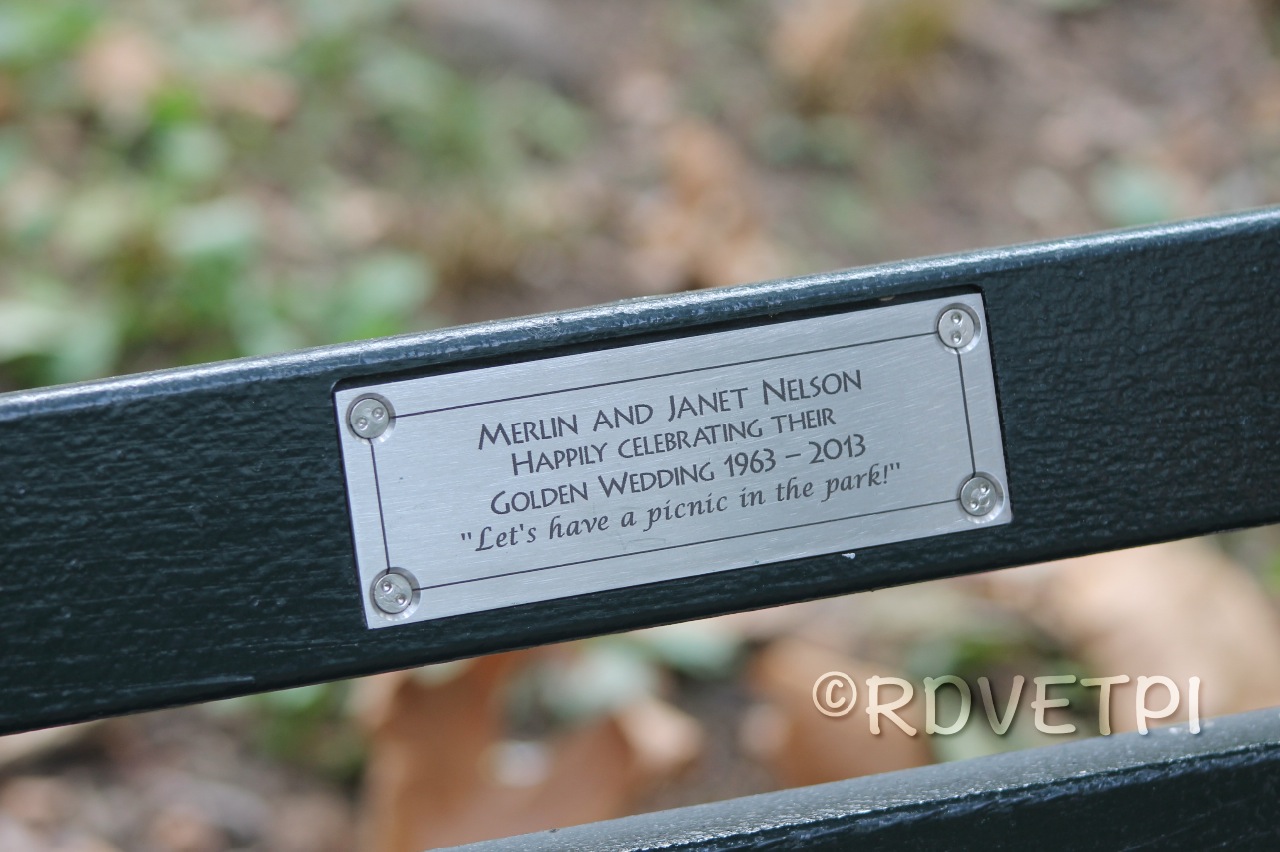 Merlin and Janet Nelson
Happily celebrating their
Golden Wedding 1963 – 2013
"Let's have a picnic in the park!"
©RDVETPI